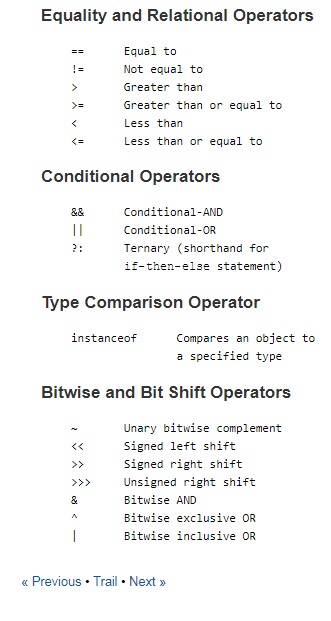 Equality and Relational Operators
== Equal to
!= Not equal to
> Greater than
>= Greater than or equal to
< Less than
<= Less than or equal to
Conditional Operators
&& Conditional-AND
|| Conditional-OR
?: Ternary (shorthand for
if-then-else statement)
Type Comparison Operator
instanceof Compares an object to
a specified type
Bitwise and Bit Shift Operators
~ Unary bitwise complement
<< Signed left shift
>> Signed right shift
>>> Unsigned right shift
& Bitwise AND
^ Bitwise exclusive OR
| Bitwise inclusive OR
« Previous • Trail • Next »